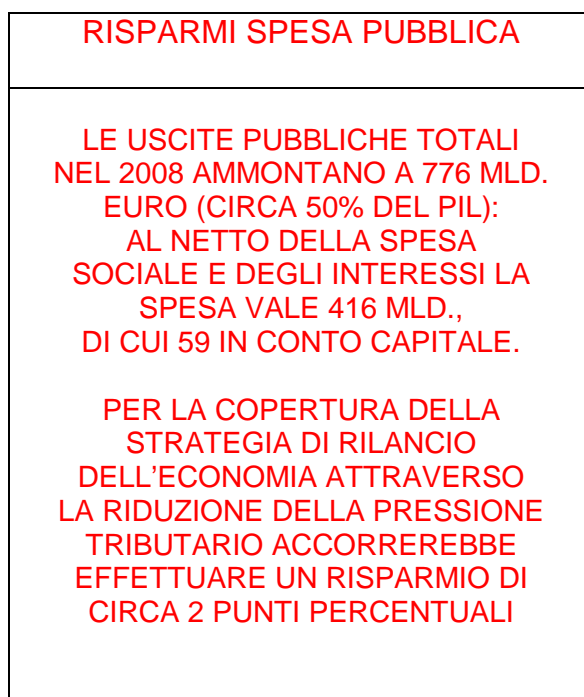 RISPARMI SPESA PUBBLICA
LE USCITE PUBBLICHE TOTALI
NEL 2008 AMMONTANO A 776 MLD.
EURO (CIRCA 50% DEL PIL):
AL NETTO DELLA SPESA
SOCIALE E DEGLI INTERESSI LA
SPESA VALE 416 MLD.,
DI CUI 59 IN CONTO CAPITALE.
PER LA COPERTURA DELLA
STRATEGIA DI RILANCIO
DELL’ECONOMIA ATTRAVERSO
LA RIDUZIONE DELLA PRESSIONE
TRIBUTARIO ACCORREREBBE
EFFETTUARE UN RISPARMIO DI
CIRCA 2 PUNTI PERCENTUALI